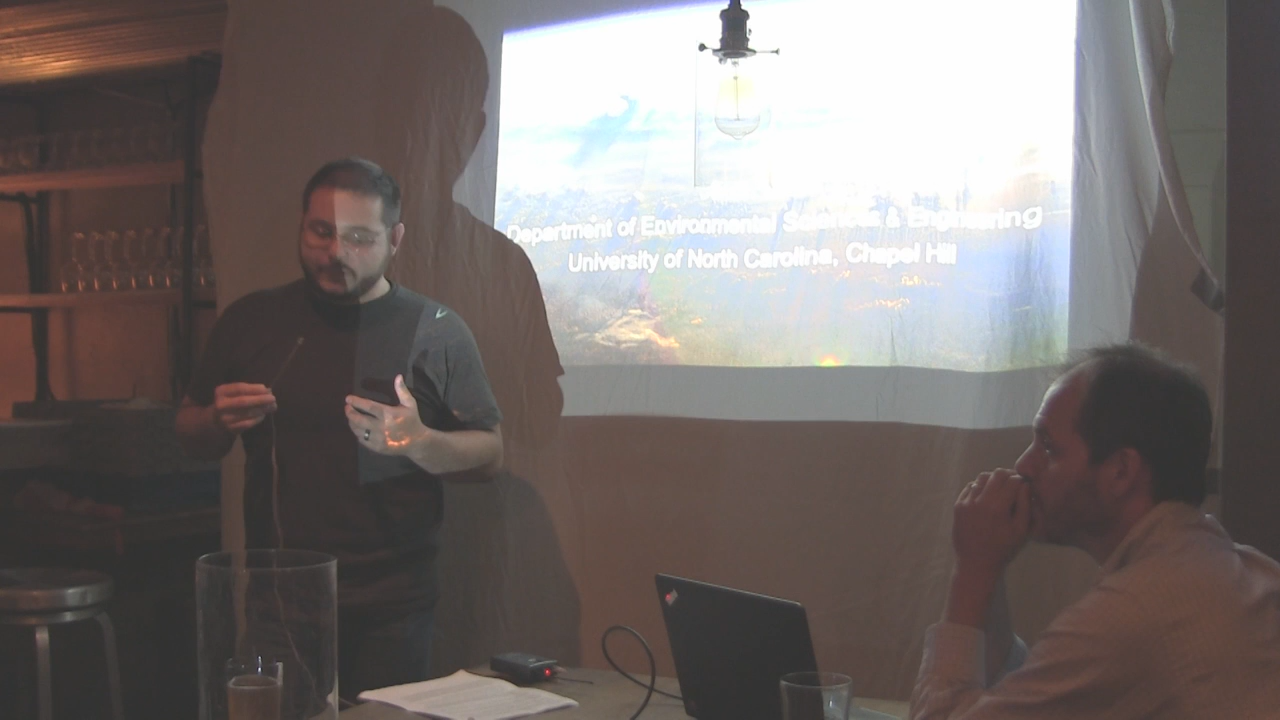 Department of Environmental Sciences & Engineering
University of North Carolina, Chapel Hill